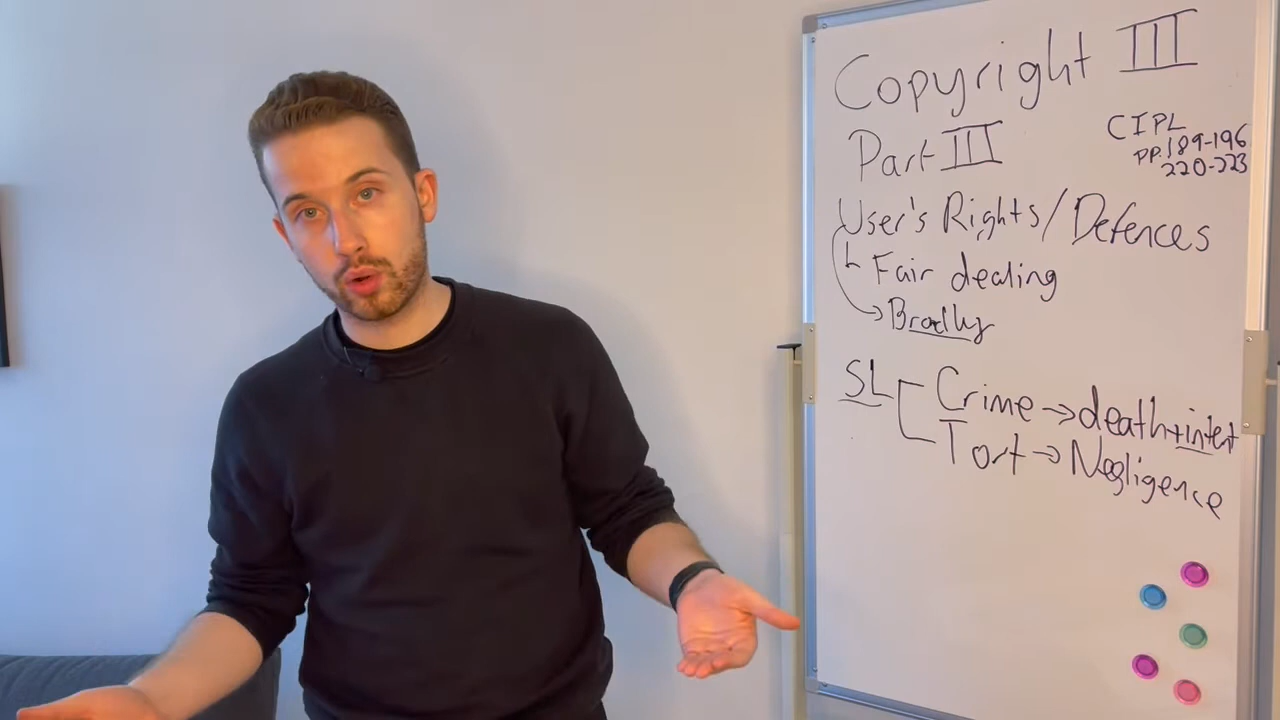 Copyright III
Part III
CIPL
pp.189-196
220-223
User's Rights/Defences
Fair dealing
Broadly
SL
Crime → death + intent
Tort → Negligence